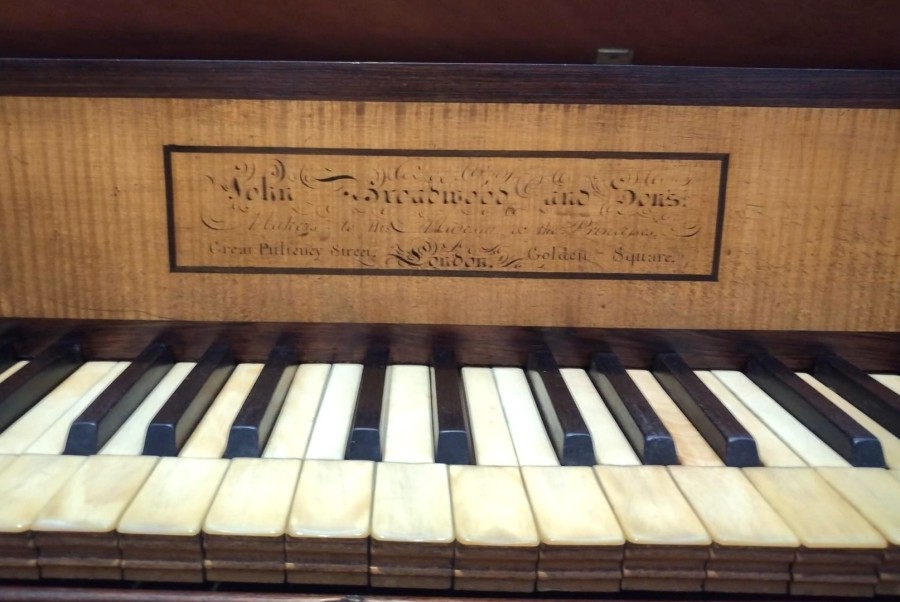 John Broadwood and Sons.
Makers to His Majesty & the Princesses,
Great Pulteney Street. London. Golden Square.